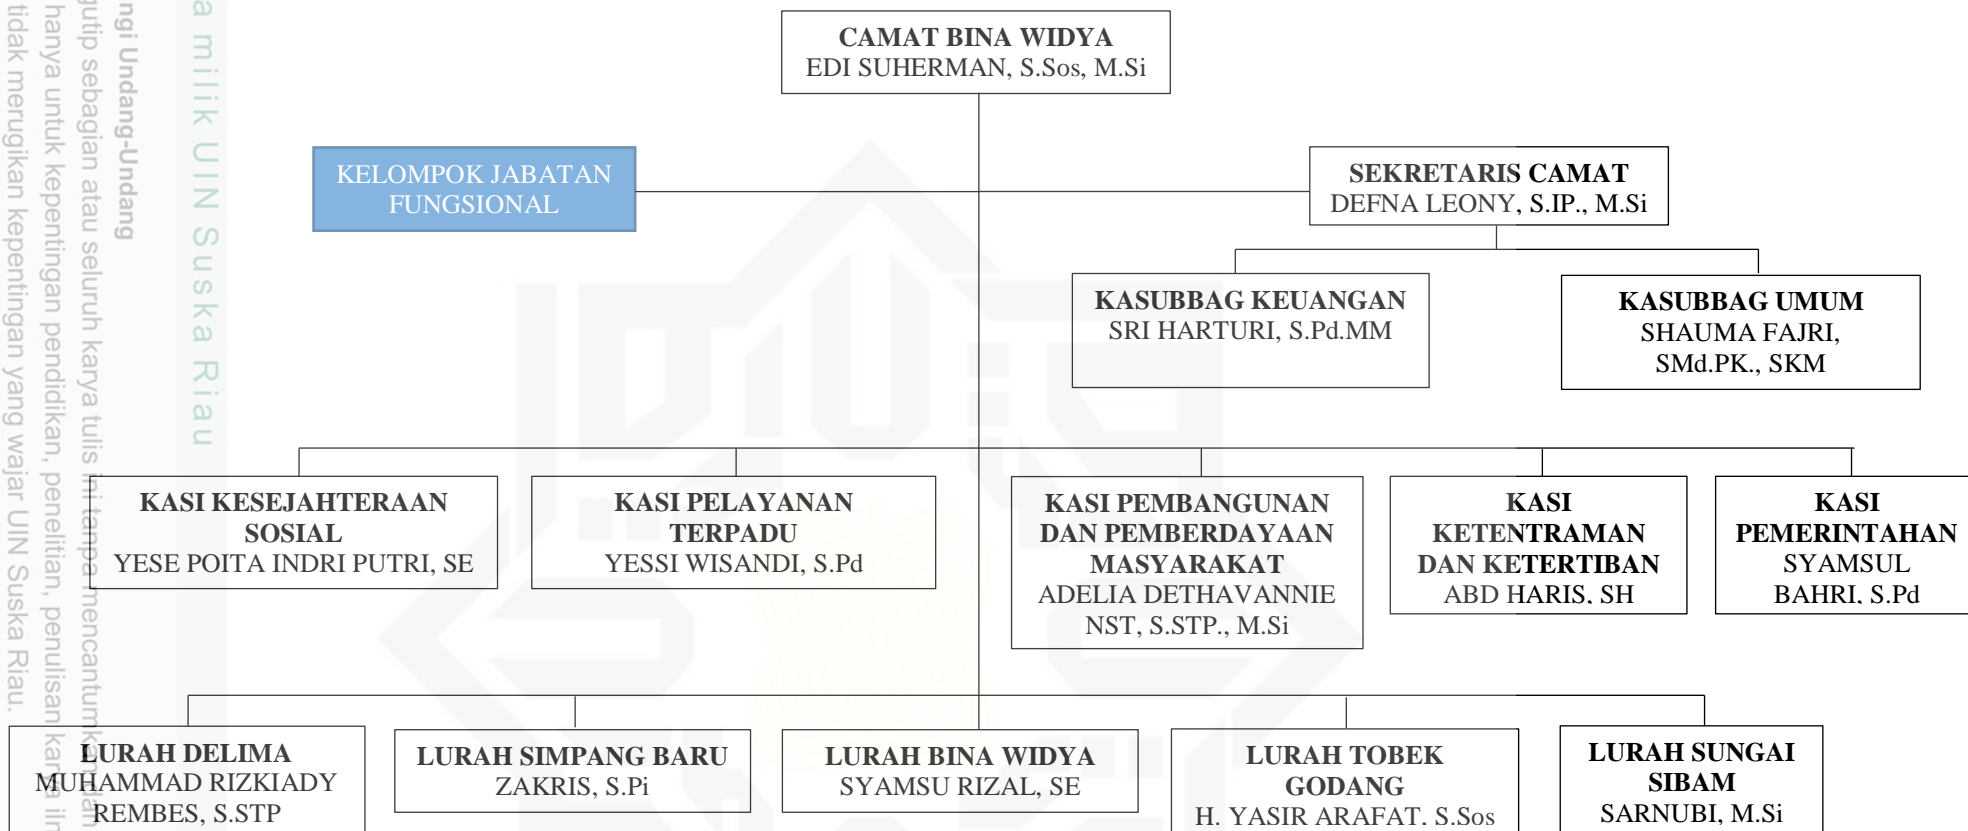 CAMAT BINA WIDYA
EDI SUHERMAN, S.Sos, M.Si
KELOMPOK JABATAN
FUNGSIONAL
SEKRETARIS CAMAT
DEFNA LEONY, S.IP., M.Si
KASUBBAG KEUANGAN
SRI HARTURI, S.Pd.MM
KASUBBAG UMUM
SHAUMA FAJRI,
SMd.PK., SKM
KASI KESEJAHTERAAN
SOSIAL
YESE POITA INDRI PUTRI, SE
KASI PELAYANAN
TERPADU
YESSI WISANDI, S.Pd
KASI PEMBANGUNAN
DAN PEMBERDAYAAN
MASYARAKAT
ADELIA DETHAVANNIE
NST, S.STP., M.Si
KASI
KETENTRAMAN
DAN KETERTIBAN
ABD HARIS, SH
KASI
PEMERINTAHAN
SYAMSUL
BAHRI, S.Pd
LURAH DELIMA
MUHAMMAD RIZKIADY
REMBES, S.STP
LURAH SIMPANG BARU
ZAKRIS, S.Pi
LURAH BINA WIDYA
SYAMSU RIZAL, SE
LURAH TOBEK
GODANG
H. YASIR ARAFAT, S.Sos
LURAH SUNGAI
SIBAM
SARNUBI, M.Si
a milik UIN Suska Riau
ngi Undang-Undang
gutip sebagian atau seluruh karya tulis ini tanpa mencantumkan dan
hanya untuk kepentingan pendidikan, penelitian, penulisan karya ilm
tidak merugikan kepentingan yang wajar UIN Suska Riau.